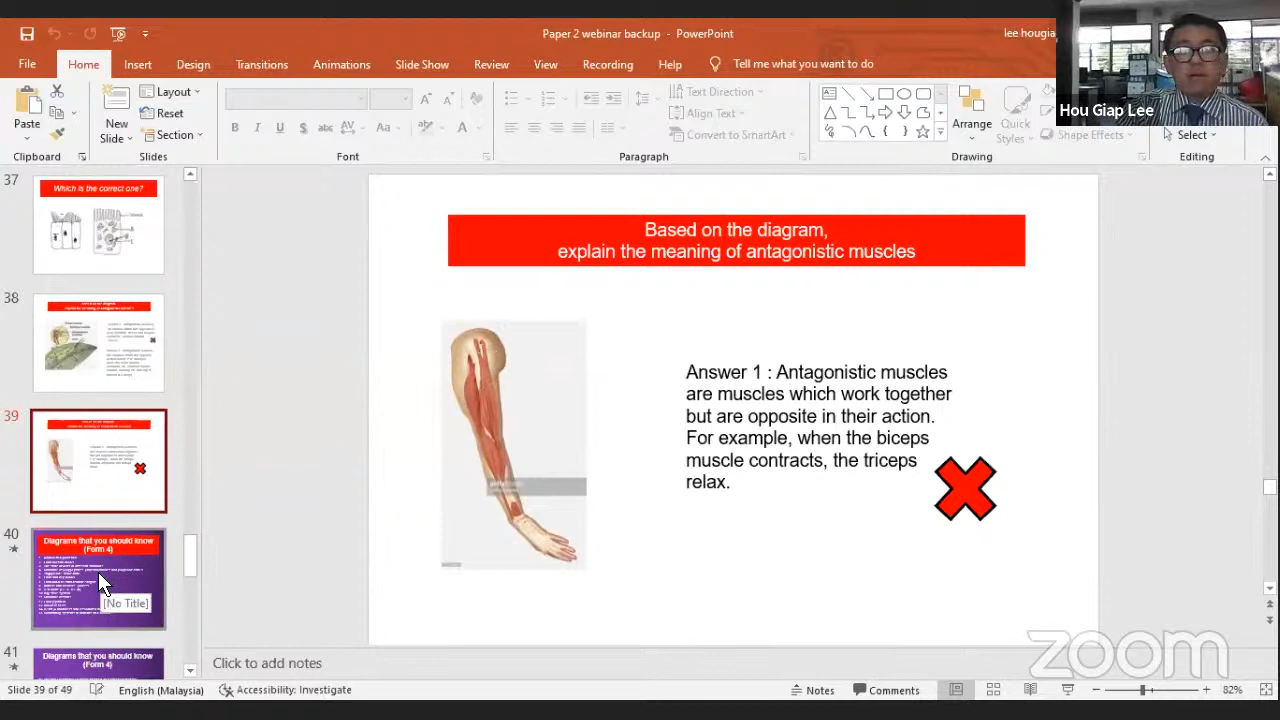 Paper 2 webinar backup - PowerPoint
lee hougia
File
Home
Insert
Design
Transitions
Animations
Slide Show
Review
View
Recording
Help
Tell me what you want to do
Hou Giap Lee
Paste
New
Slide
Layout
Reset
Section
Text Direction
Align Text
Convert to SmartArt
Arrange
Quick
Styles
Shape Effects
Select
Clipboard
Slides
Font
Paragraph
Drawing
Editing
37
Which is the correct one?
38
39
40
Diagrams that you should know
(Form 4)
[No Title]
41
Diagrams that you should know
(Form 4)
Based on the diagram,
explain the meaning of antagonistic muscles
Answer 1 : Antagonistic muscles
are muscles which work together
but are opposite in their action.
For example, when the biceps
muscle contracts, the triceps
relax.
Click to add notes
zoom
Slide 39 of 49
English (Malaysia)
Accessibility: Investigate
Notes
Comments
82%